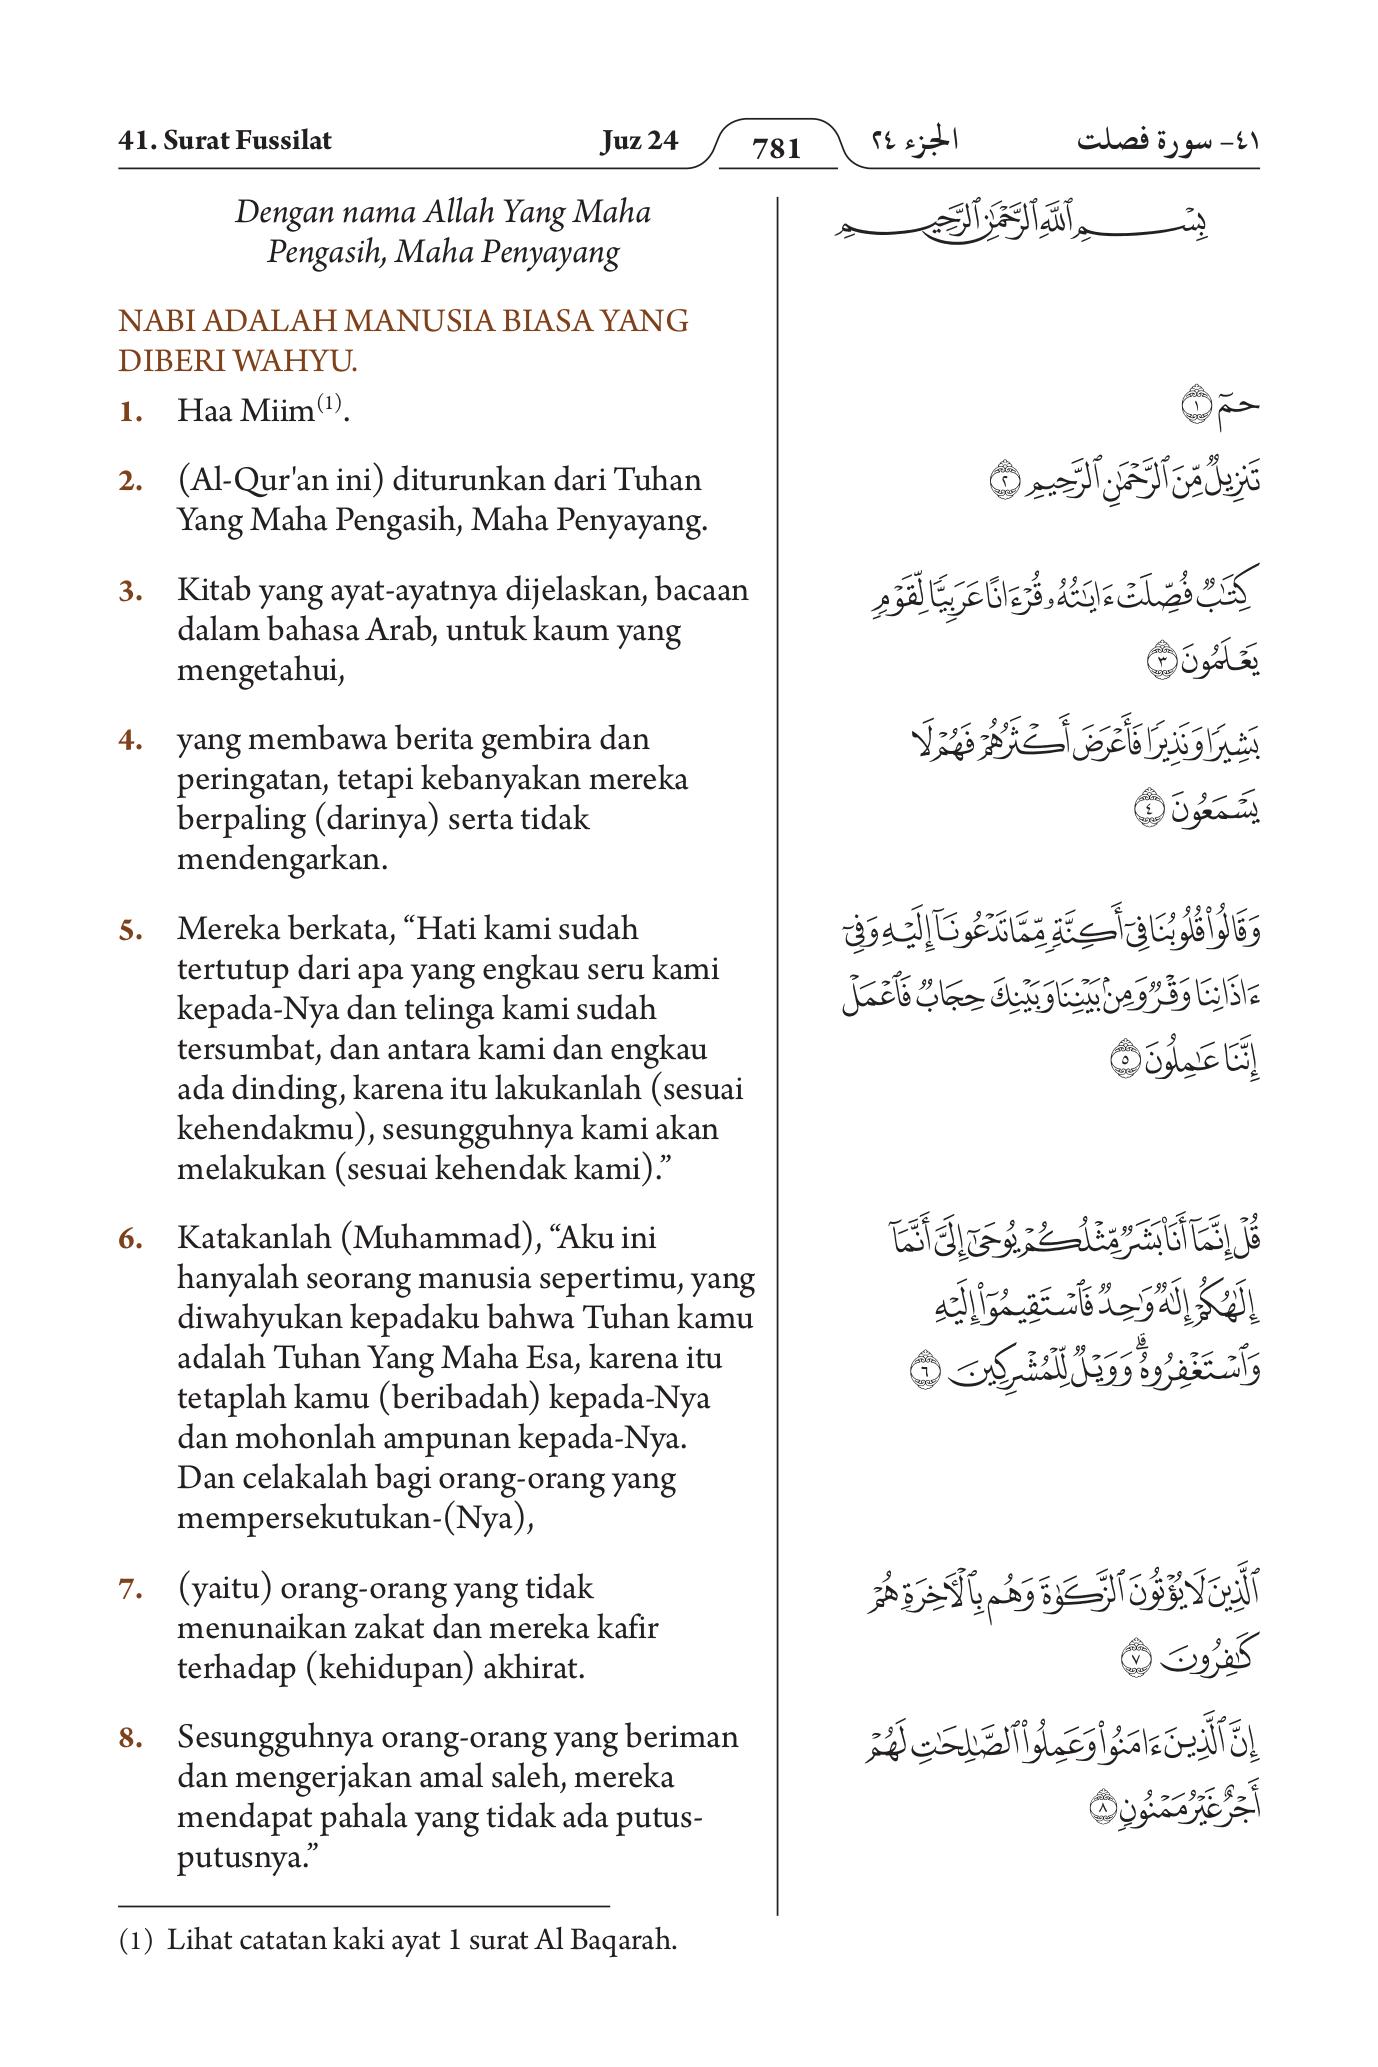 41. Surat Fussilat Juz 24 781 الجزء ٢٤ ٤١- سورة فصلت
Dengan nama Allah Yang Maha
Pengasih, Maha Penyayang
NABI ADALAH MANUSIA BIASA YANG
DIBERI WAHYU.
1. Haa Miim(1).
2. (Al-Qur'an ini) diturunkan dari Tuhan
Yang Maha Pengasih, Maha Penyayang.
3. Kitab yang ayat-ayatnya dijelaskan, bacaan
dalam bahasa Arab, untuk kaum yang
mengetahui,
4. yang membawa berita gembira dan
peringatan, tetapi kebanyakan mereka
berpaling (darinya) serta tidak
mendengarkan.
5. Mereka berkata, “Hati kami sudah
tertutup dari apa yang engkau seru kami
kepada-Nya dan telinga kami sudah
tersumbat, dan antara kami dan engkau
ada dinding, karena itu lakukanlah (sesuai
kehendakmu), sesungguhnya kami akan
melakukan (sesuai kehendak kami).”
6. Katakanlah (Muhammad), “Aku ini
hanyalah seorang manusia sepertimu, yang
diwahyukan kepadaku bahwa Tuhan kamu
adalah Tuhan Yang Maha Esa, karena itu
tetaplah kamu (beribadah) kepada-Nya
dan mohonlah ampunan kepada-Nya.
Dan celakalah bagi orang-orang yang
mempersekutukan-(Nya),
7. (yaitu) orang-orang yang tidak
menunaikan zakat dan mereka kafir
terhadap (kehidupan) akhirat.
8. Sesungguhnya orang-orang yang beriman
dan mengerjakan amal saleh, mereka
mendapat pahala yang tidak ada putus-
putusnya.”
(1) Lihat catatan kaki ayat 1 surat Al Baqarah.
بِسْمِ ٱللَّهِ ٱلرَّحْمَٰنِ ٱلرَّحِيمِ
حمٓ ١
تَنزِيلٌ مِّنَ ٱلرَّحْمَٰنِ ٱلرَّحِيمِ ٢
كِتَٰبٌ فُصِّلَتْ ءَايَٰتُهُۥ قُرْءَانًا عَرَبِيًّا لِّقَوْمٍ
يَعْلَمُونَ ٣
بَشِيرًا وَنَذِيرًا فَأَعْرَضَ أَكْثَرُهُمْ فَهُمْ لَا
يَسْمَعُونَ ٤
وَقَالُوا۟ قُلُوبُنَا فِىٓ أَكِنَّةٍ مِّمَّا تَدْعُونَآ إِلَيْهِ وَفِىٓ
ءَاذَانِنَا وَقْرٌ وَمِنۢ بَيْنِنَا وَبَيْنِكَ حِجَابٌ فَٱعْمَلْ
إِنَّنَا عَٰمِلُونَ ٥
قُلْ إِنَّمَآ أَنَا۠ بَشَرٌ مِّثْلُكُمْ يُوحَىٰٓ إِلَىَّ أَنَّمَآ
إِلَٰهُكُمْ إِلَٰهٌ وَٰحِدٌ فَٱسْتَقِيمُوٓا۟ إِلَيْهِ
وَٱسْتَغْفِرُوهُ ۗ وَوَيْلٌ لِّلْمُشْرِكِينَ ٦
ٱلَّذِينَ لَا يُؤْتُونَ ٱلزَّكَوٰةَ وَهُم بِٱلْءَاخِرَةِ هُمْ
كَٰفِرُونَ ٧
إِنَّ ٱلَّذِينَ ءَامَنُوا۟ وَعَمِلُوا۟ ٱلصَّٰلِحَٰتِ لَهُمْ
أَجْرٌ غَيْرُ مَمْنُونٍ ٨